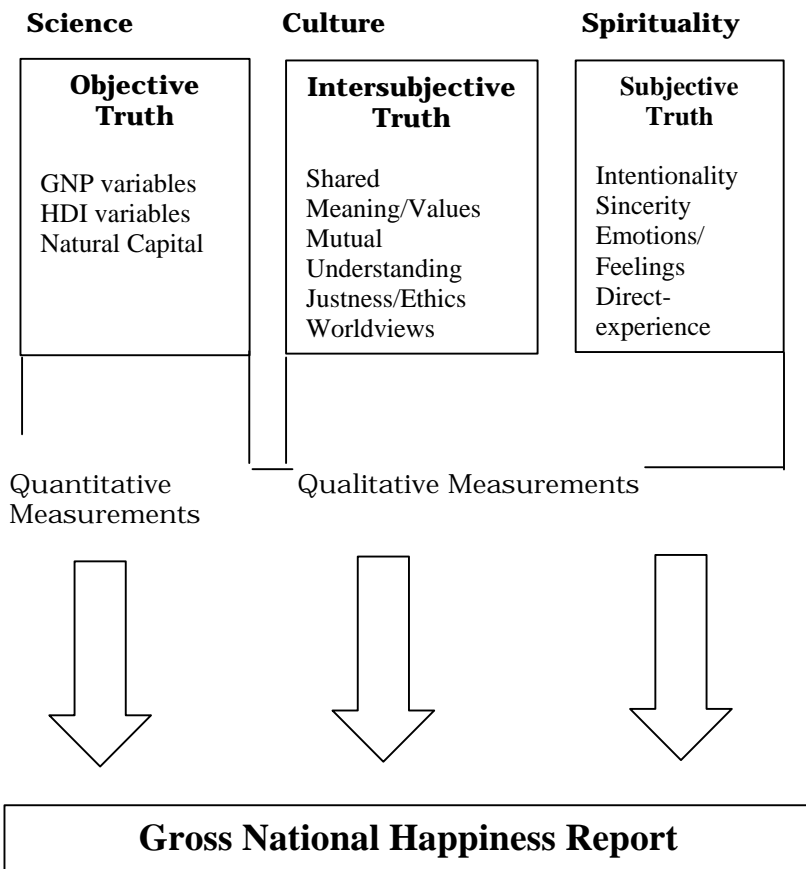 Science
Culture
Spirituality
Objective
Truth
GNP variables
HDI variables
Natural Capital
Intersubjective
Truth
Shared
Meaning/Values
Mutual
Understanding
Justness/Ethics
Worldviews
Subjective
Truth
Intentionality
Sincerity
Emotions/
Feelings
Direct-
experience
Quantitative
Measurements
Qualitative Measurements
Gross National Happiness Report